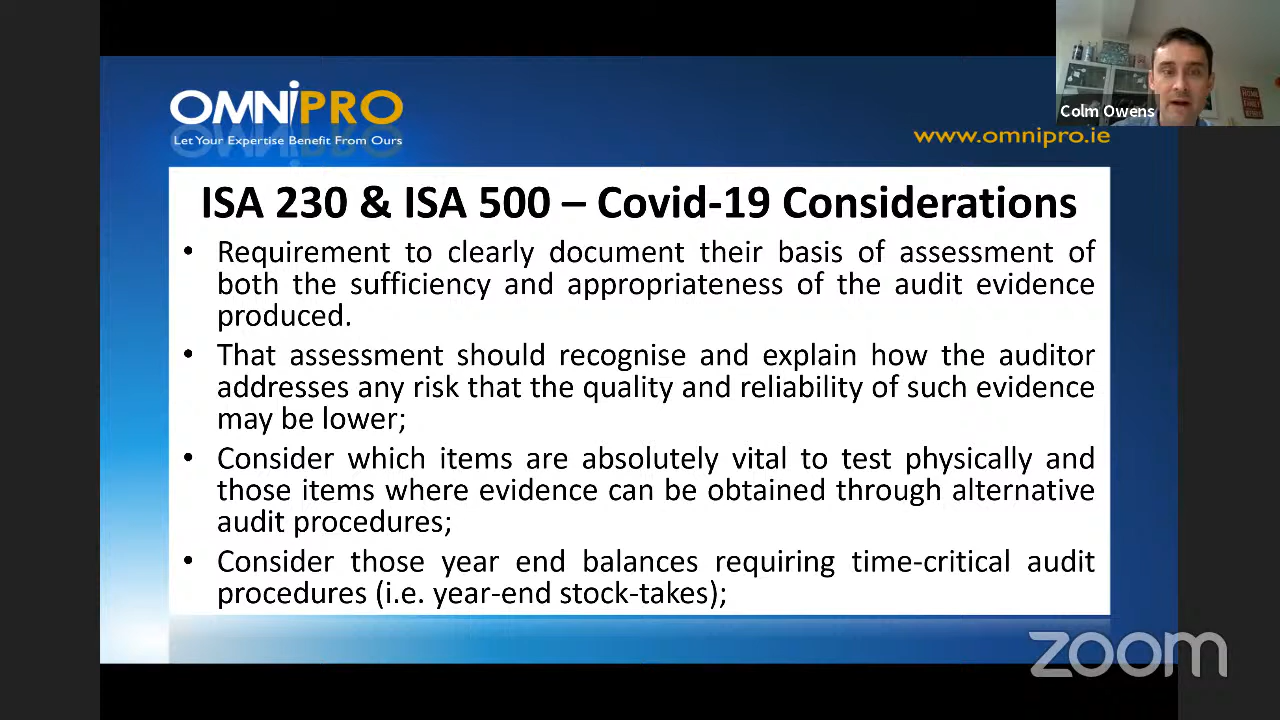 OMNIPRO
Let Your Expertise Benefit From Ours
Colm Owens
www.omnipro.ie
ISA 230 & ISA 500 – Covid-19 Considerations
• Requirement to clearly document their basis of assessment of
both the sufficiency and appropriateness of the audit evidence
produced.
• That assessment should recognise and explain how the auditor
addresses any risk that the quality and reliability of such evidence
may be lower;
• Consider which items are absolutely vital to test physically and
those items where evidence can be obtained through alternative
audit procedures;
• Consider those year end balances requiring time-critical audit
procedures (i.e. year-end stock-takes);
zoom